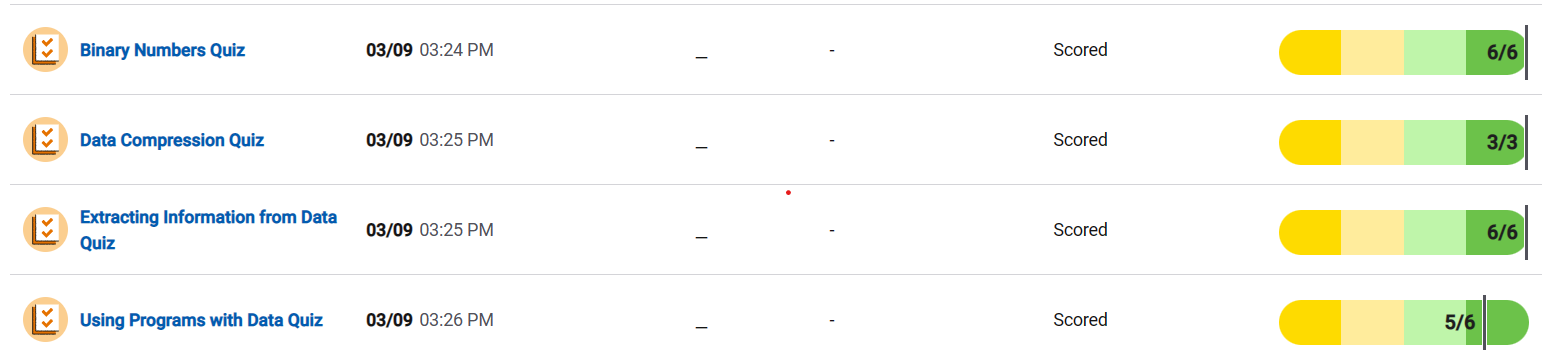 Binary Numbers Quiz 03/09 03:24 PM _ - Scored 6/6
Data Compression Quiz 03/09 03:25 PM _ - Scored 3/3
Extracting Information from Data
Quiz 03/09 03:25 PM _ - Scored 6/6
Using Programs with Data Quiz 03/09 03:26 PM _ - Scored 5/6